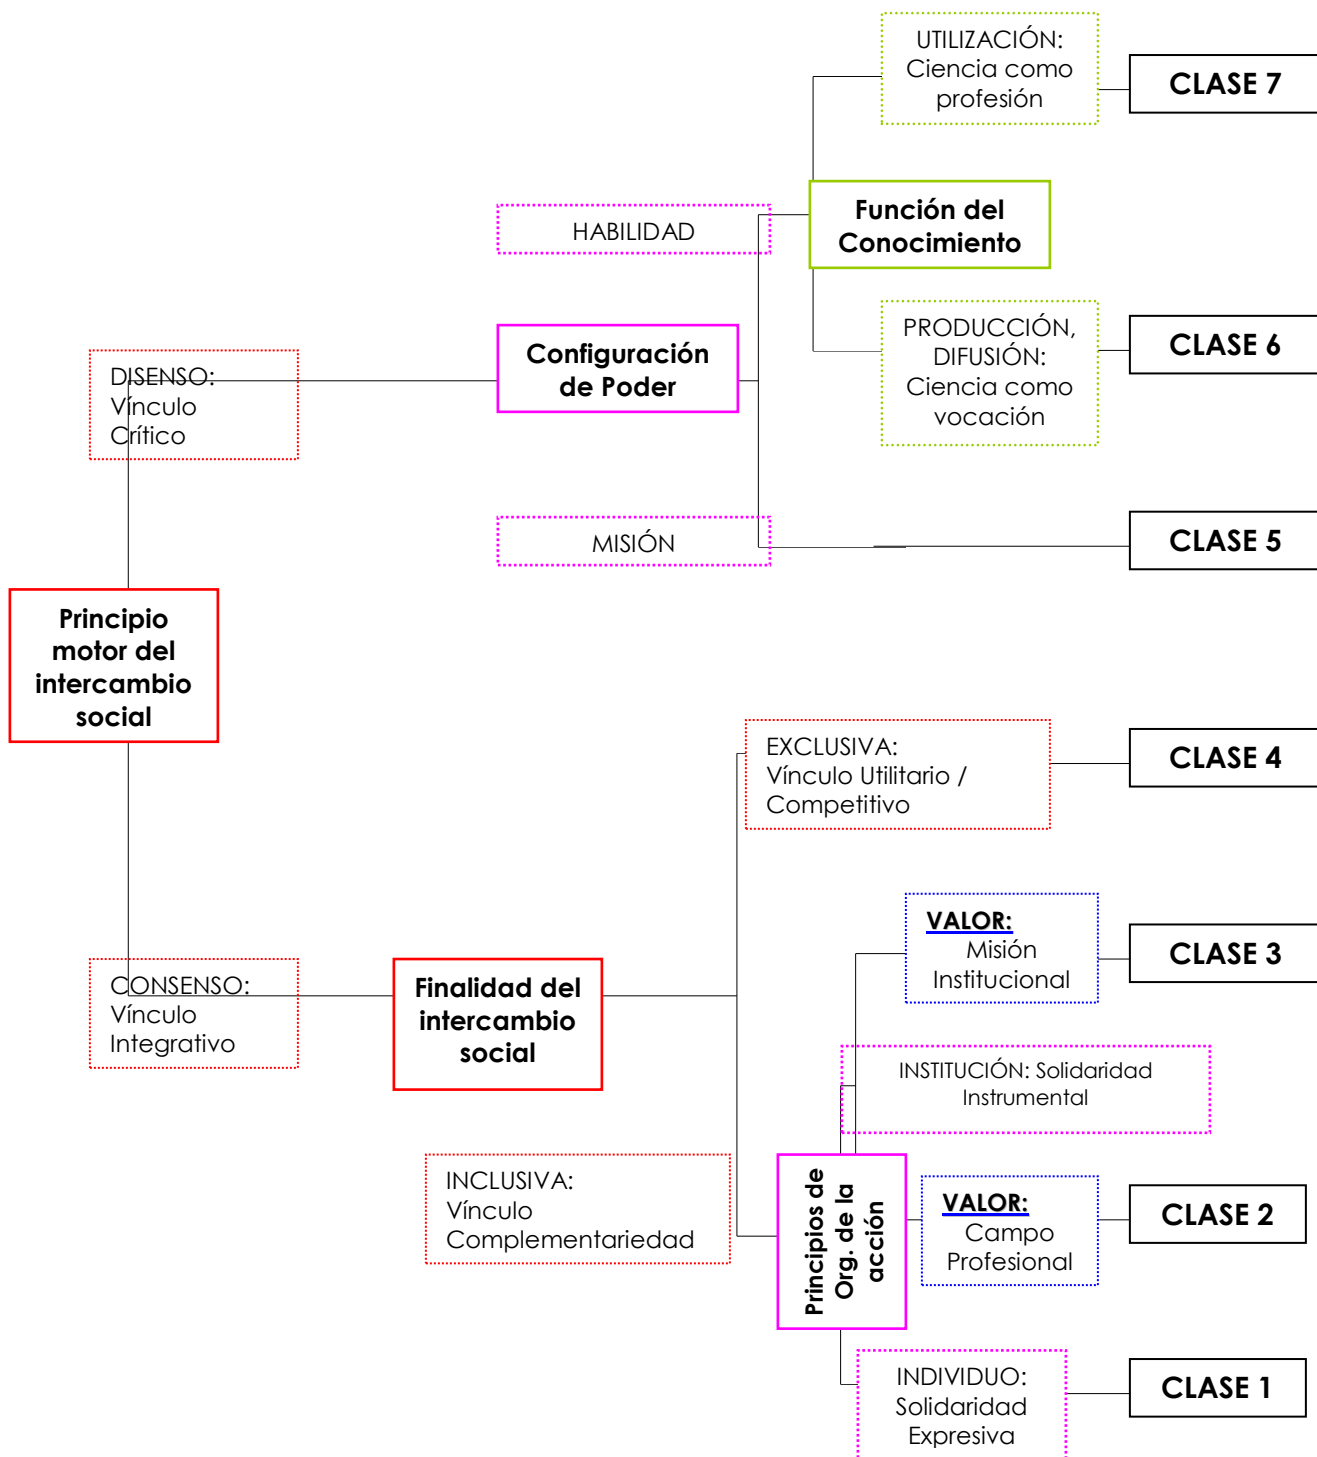 UTILIZACIÓN:
Ciencia como
profesión
CLASE 7
HABILIDAD
Función del
Conocimiento
PRODUCCIÓN,
DIFUSIÓN:
Ciencia como
vocación
CLASE 6
DISENSO:
Vínculo
Crítico
Configuración
de Poder
MISIÓN
CLASE 5
Principio
motor del
intercambio
social
EXCLUSIVA:
Vínculo Utilitario /
Competitivo
CLASE 4
VALOR:
Misión
Institucional
CLASE 3
CONSENSO:
Vínculo
Integrativo
Finalidad del
intercambio
social
INSTITUCIÓN: Solidaridad
Instrumental
INCLUSIVA:
Vínculo
Complementariedad
Principios de
Org. de la
acción
VALOR:
Campo
Profesional
CLASE 2
INDIVIDUO:
Solidaridad
Expresiva
CLASE 1